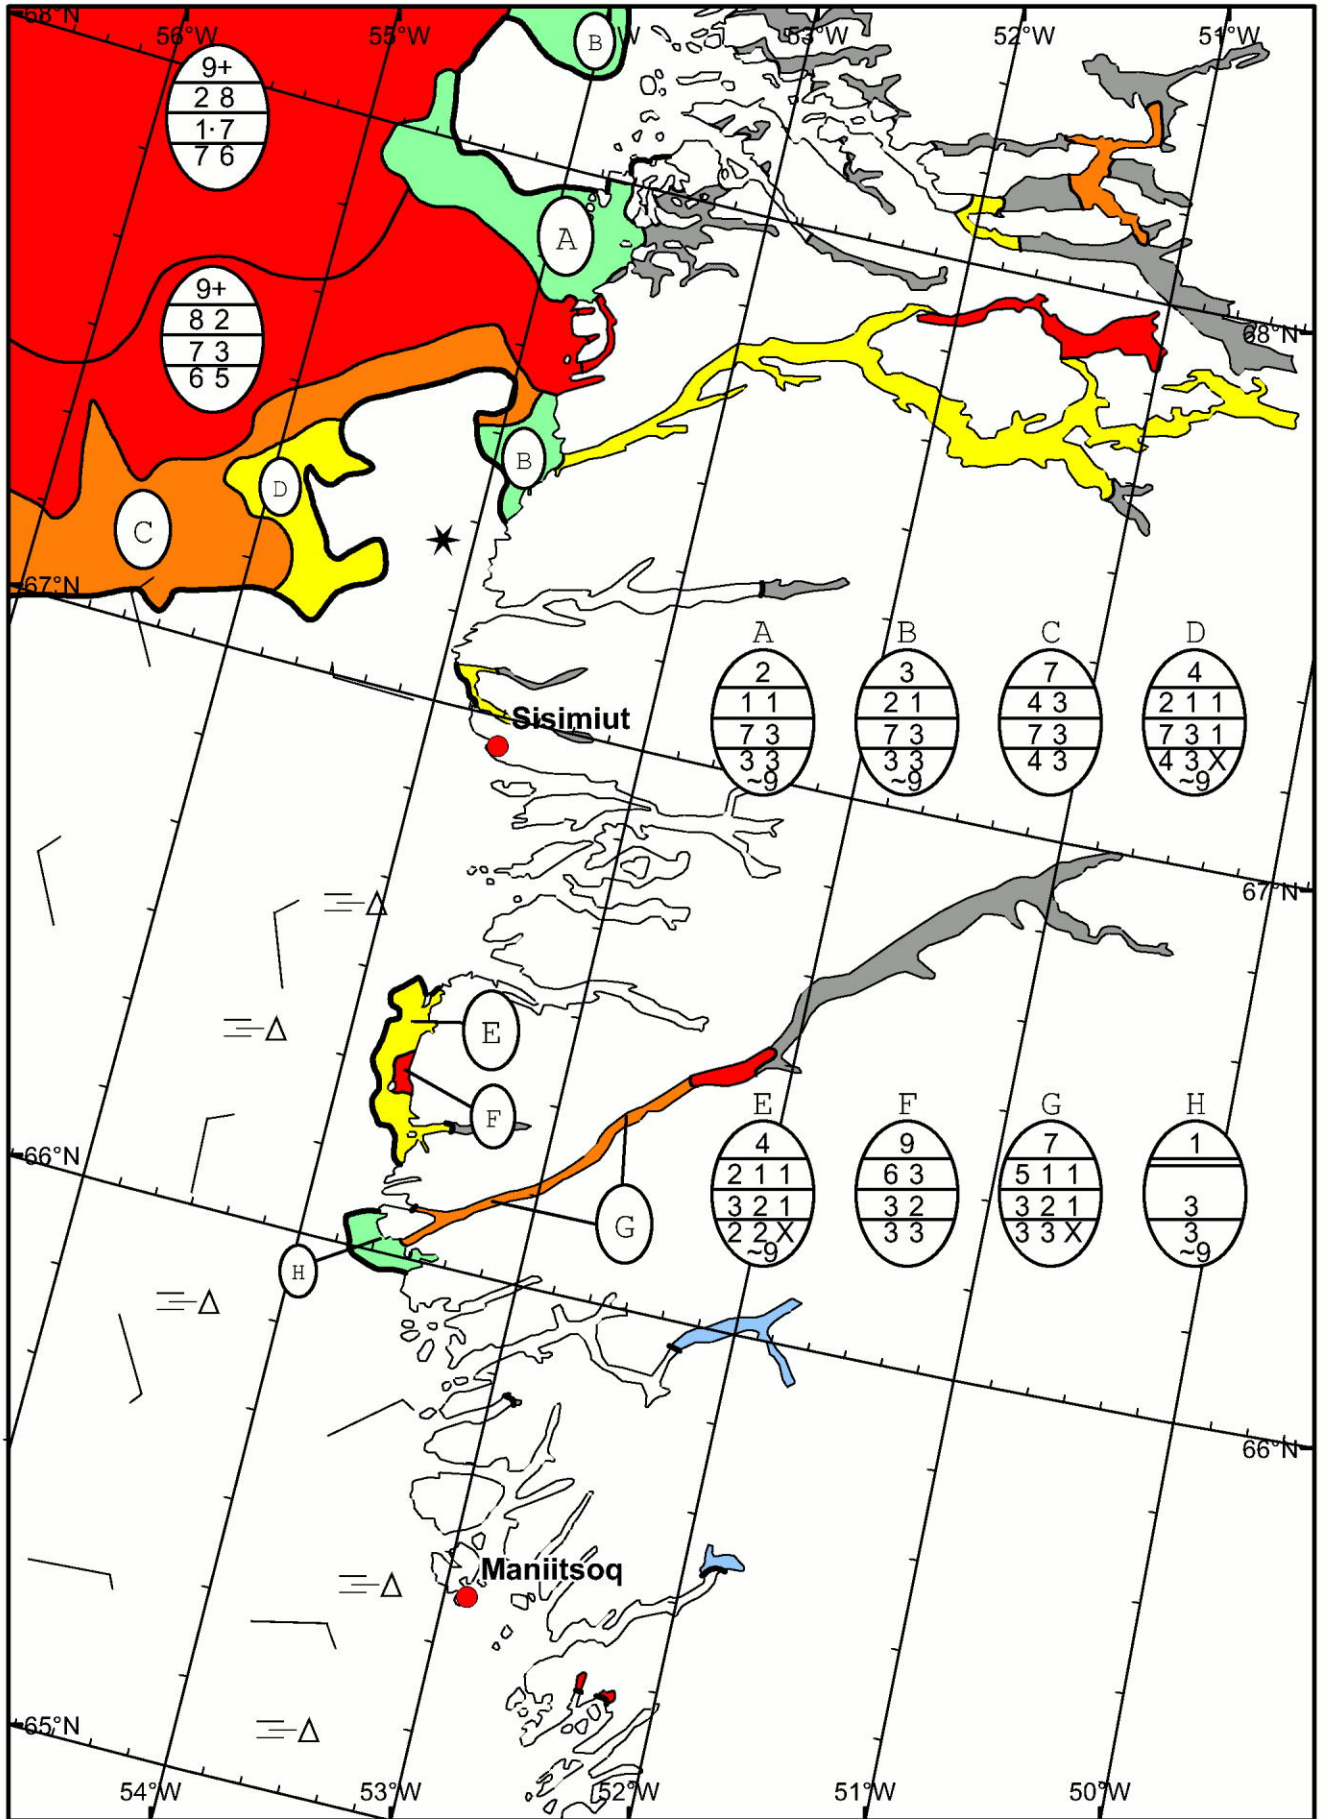 68°N
56°W
55°W
W
53°W
52°W
51°W
B
9+
2 8
1·7
7 6
A
9+
8 2
7 3
6 5
68°N
B
D
C
67°N
A B C D
2 3 7 4
1 1 2 1 4 3 2 1 1
7 3 7 3 7 3 7 3 1
3 3 3 3 4 3 4 3 X
~9 ~9 ~9
Sisimiut
67°N
E
F
E F G H
4 9 7 1
2 1 1 6 3 5 1 1
3 2 1 3 2 3 2 1 3
2 2 X 3 3 3 3 X 3
~9 ~9
66°N
G
H
66°N
Maniitsoq
65°N
54°W
53°W
52°W
51°W
50°W